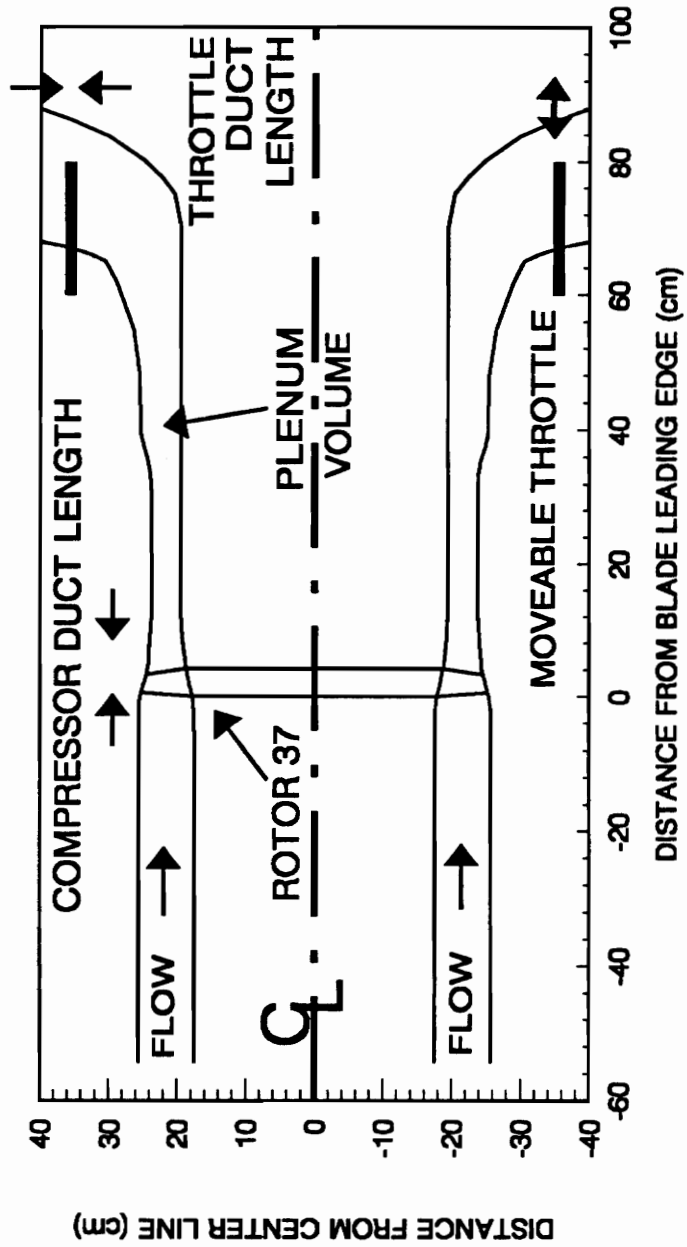 COMPRESSOR DUCT LENGTH
THROTTLE
DUCT
LENGTH
FLOW
ROTOR 37
PLENUM
VOLUME
CL
FLOW
MOVEABLE THROTTLE
40
30
20
10
0
-10
-20
-30
-40
-60
-40
-20
0
20
40
60
80
100
DISTANCE FROM BLADE LEADING EDGE (cm)
DISTANCE FROM CENTER LINE (cm)